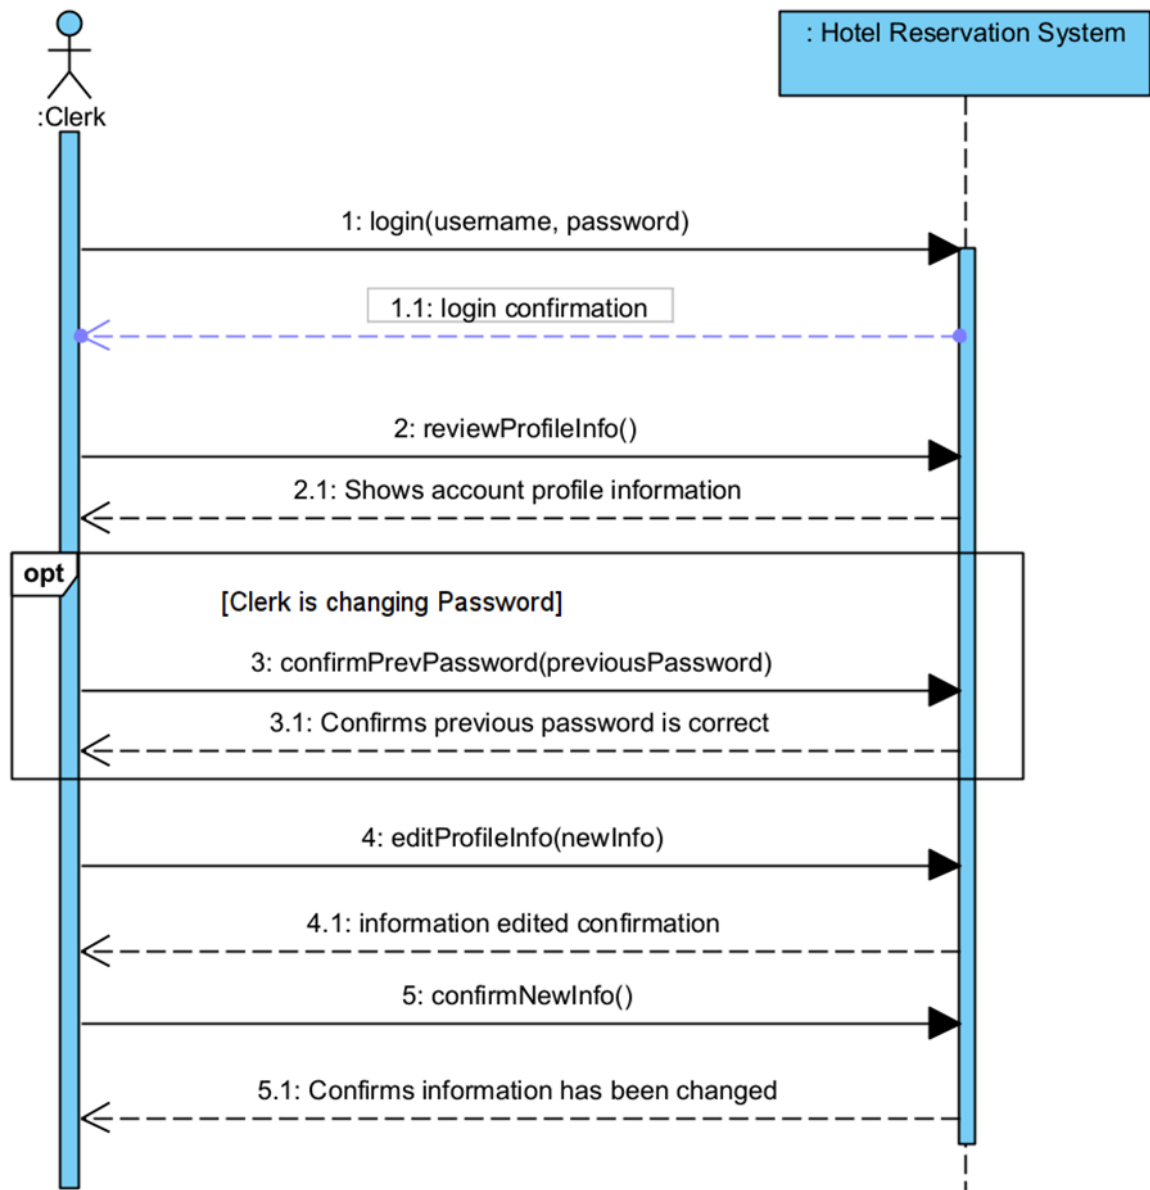 : Hotel Reservation System
:Clerk
1: login(username, password)
1.1: login confirmation
2: reviewProfileInfo()
2.1: Shows account profile information
opt
[Clerk is changing Password]
3: confirmPrevPassword(previousPassword)
3.1: Confirms previous password is correct
4: editProfileInfo(newInfo)
4.1: information edited confirmation
5: confirmNewInfo()
5.1: Confirms information has been changed